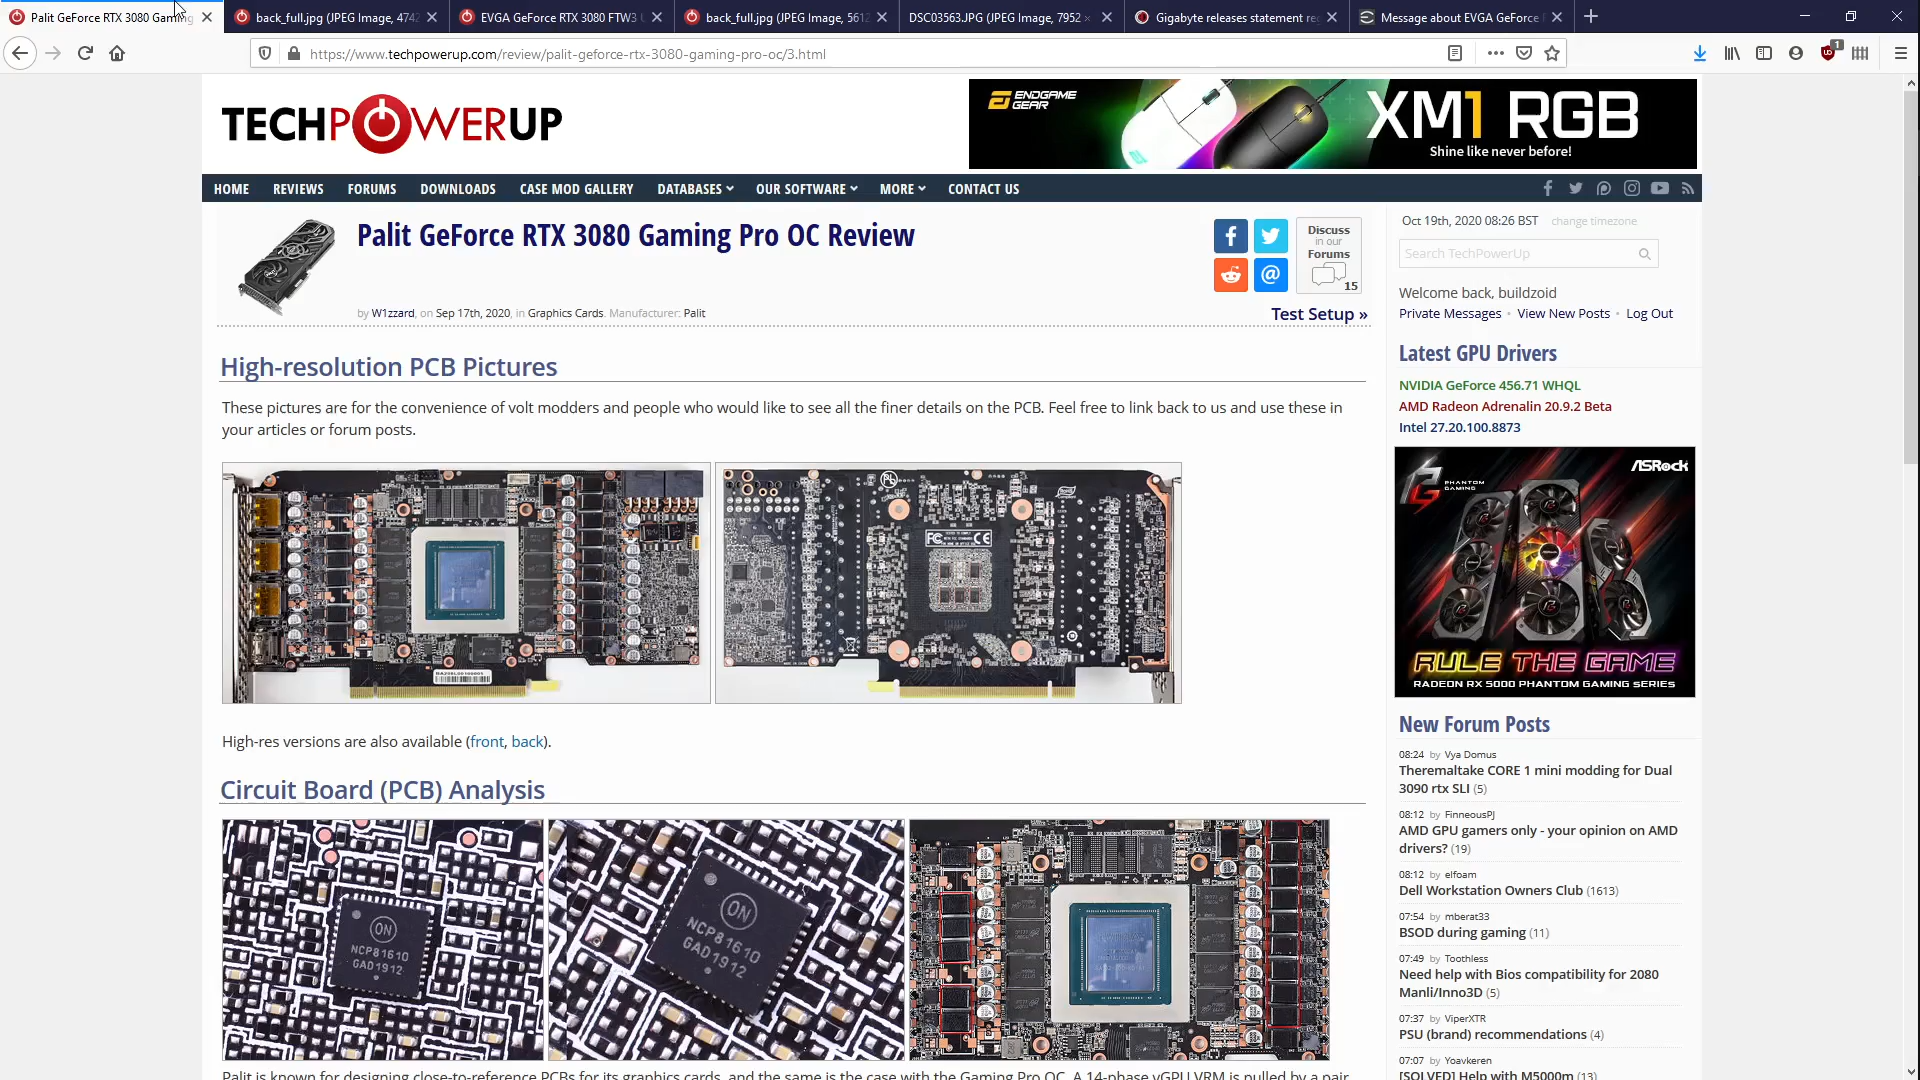 Palit GeForce RTX 3080 Gaming
back_full.jpg (JPEG Image, 4742
EVGA GeForce RTX 3080 FTW3 U
back_full.jpg (JPEG Image, 5612
DSC03563.JPG (JPEG Image, 7952 ×
Gigabyte releases statement re
Message about EVGA GeForce
https://www.techpowerup.com/review/palit-geforce-rtx-3080-gaming-pro-oc/3.html
1
TECHPOWERUP
ENDGAME GEAR
XM1 RGB
Shine like never before!
HOME REVIEWS FORUMS DOWNLOADS CASE MOD GALLERY DATABASES OUR SOFTWARE MORE CONTACT US
Palit GeForce RTX 3080 Gaming Pro OC Review
by W1zzard, on Sep 17th, 2020, in Graphics Cards. Manufacturer: Palit
Discuss
in our
Forums
15
Test Setup »
Oct 19th, 2020 08:26 BST change timezone
Search TechPowerUp
Welcome back, buildzoid
Private Messages • View New Posts • Log Out
High-resolution PCB Pictures
These pictures are for the convenience of volt modders and people who would like to see all the finer details on the PCB. Feel free to link back to us and use these in
your articles or forum posts.
FC CE
High-res versions are also available (front, back).
Circuit Board (PCB) Analysis
ON
NCP81610
GAD1912
ON
NCP81610
GAD1912
Palit is known for designing close-to-reference PCBs for its graphics cards, and the same is the case with the Gaming Pro OC. A 14-phase vGPU VRM is pulled by a pair
Latest GPU Drivers
NVIDIA GeForce 456.71 WHQL
AMD Radeon Adrenalin 20.9.2 Beta
Intel 27.20.100.8873
PHANTOM
GAMING
ASRock
RULE THE GAME
RADEON RX 5000 PHANTOM GAMING SERIES
New Forum Posts
08:24 by Vya Domus
Theremaltake CORE 1 mini modding for Dual
3090 rtx SLI (5)
08:12 by FinneousPJ
AMD GPU gamers only - your opinion on AMD
drivers? (19)
08:12 by elfoam
Dell Workstation Owners Club (1613)
07:54 by mberat33
BSOD during gaming (11)
07:49 by Toothless
Need help with Bios compatibility for 2080
Manli/Inno3D (5)
07:37 by ViperXTR
PSU (brand) recommendations (4)
07:07 by Yoavkeren
[SOLVED] Help with M5000m (13)